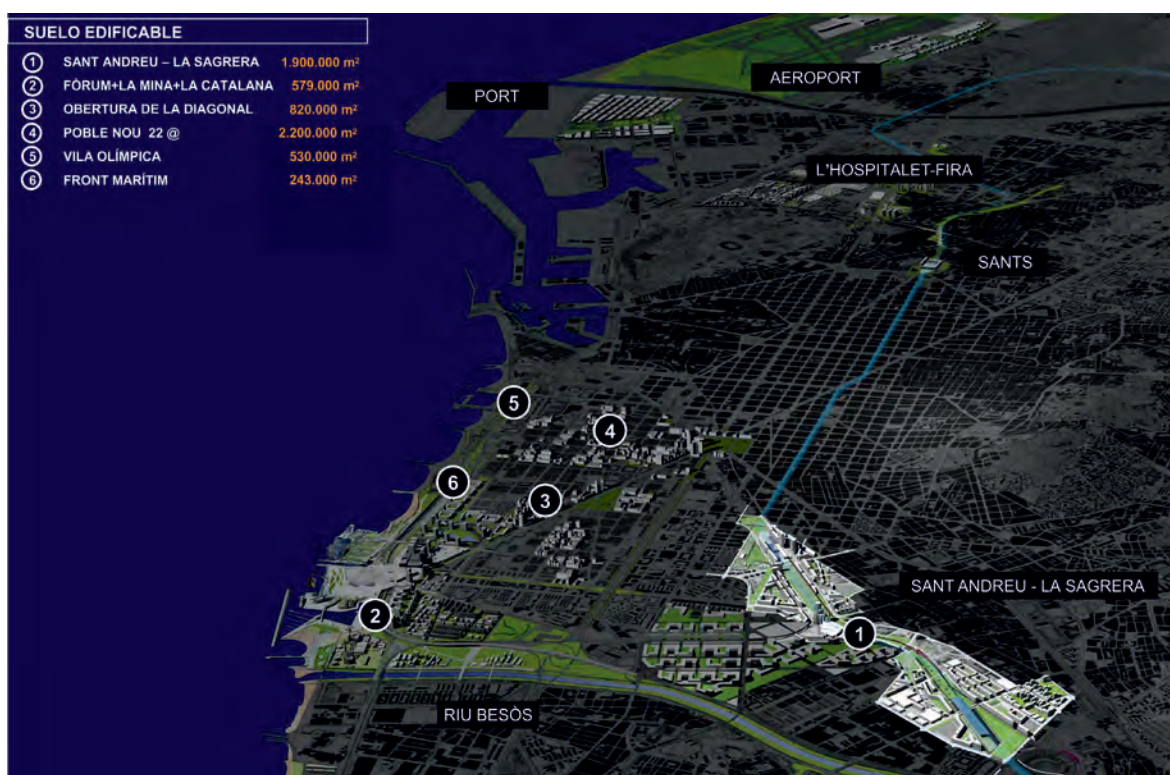 SUELO EDIFICABLE
1 SANT ANDREU – LA SAGRERA 1.900.000 m²
2 FÒRUM+LA MINA+LA CATALANA 579.000 m²
3 OBERTURA DE LA DIAGONAL 820.000 m²
4 POBLE NOU 22 @ 2.200.000 m²
5 VILA OLÍMPICA 530.000 m²
6 FRONT MARÍTIM 243.000 m²
AEROPORT
PORT
L'HOSPITALET-FIRA
SANTS
5
4
6
3
SANT ANDREU - LA SAGRERA
2
1
RIU BESÒS